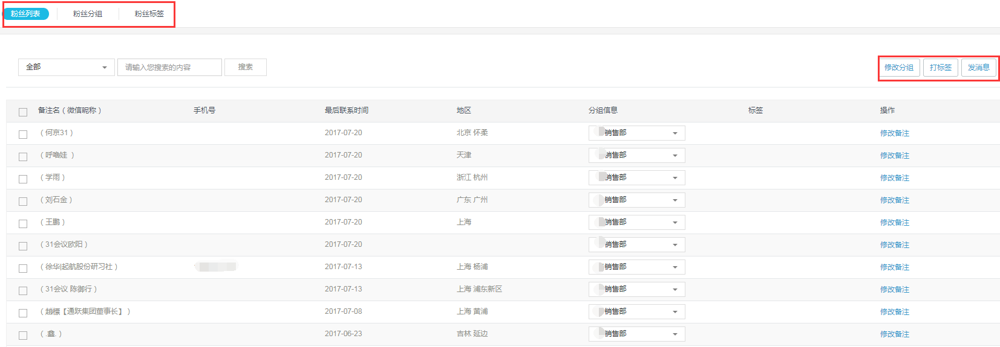 粉丝列表 粉丝分组 粉丝标签
全部 请输入您搜索的内容 搜索 修改分组 打标签 发消息
备注名（微信昵称） 手机号 最后联系时间 地区 分组信息 标签 操作
（何京31） 2017-07-20 北京 怀柔 销售部 修改备注
（呼噜娃 ） 2017-07-20 天津 销售部 修改备注
（学雨） 2017-07-20 浙江 杭州 销售部 修改备注
（刘石金） 2017-07-20 广东 广州 销售部 修改备注
（王鹏） 2017-07-20 上海 销售部 修改备注
（31会议欧阳） 2017-07-20 销售部 修改备注
（徐华|起航股份研习社） 2017-07-13 上海 杨浦 销售部 修改备注
（31会议 陈御行） 2017-07-13 上海 浦东新区 销售部 修改备注
（趙標【通跃集团董事长】） 2017-07-08 上海 黄浦 销售部 修改备注
（.鑫.） 2017-06-23 吉林 延边 销售部 修改备注